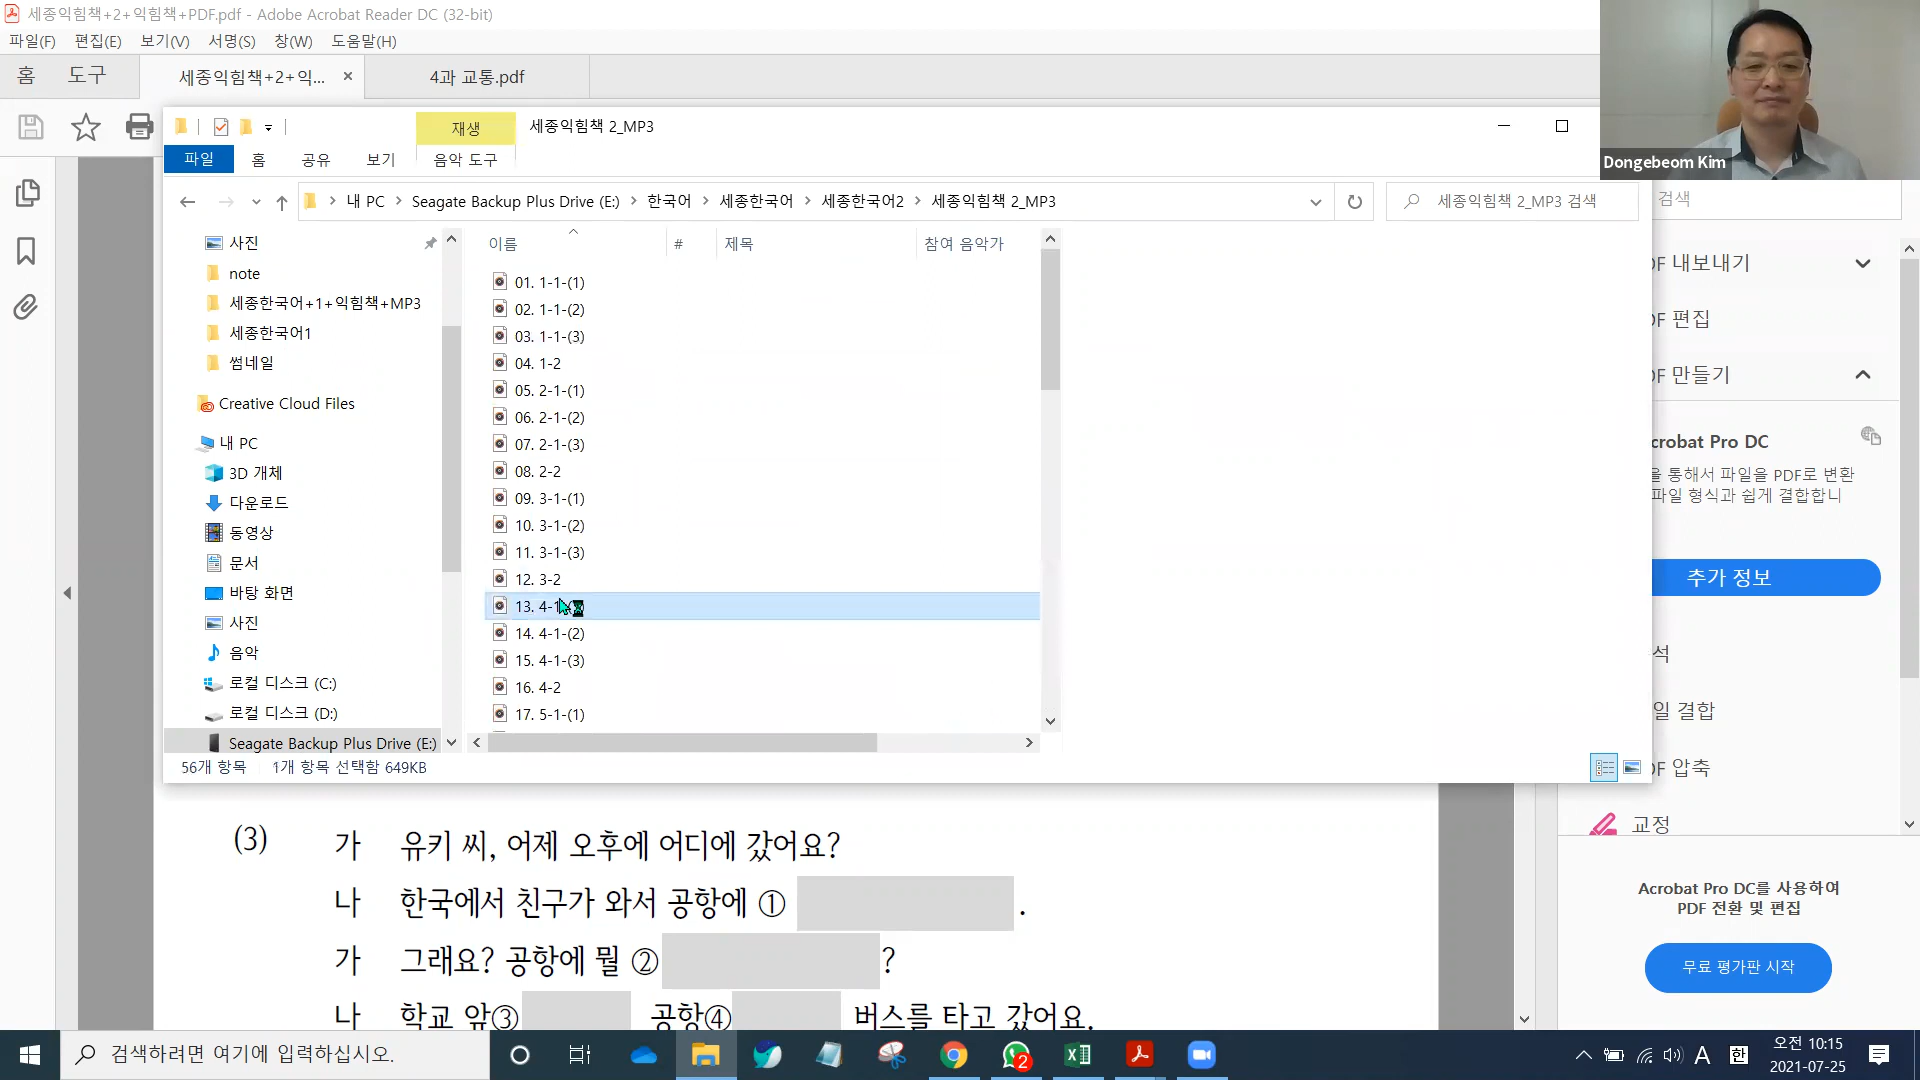 세종익힘책+2+익힘책+PDF.pdf - Adobe Acrobat Reader DC (32-bit)
파일(F) 편집(E) 보기(V) 서명(S) 창(W) 도움말(H)
홈 도구 세종익힘책+2+익... × 4과 교통.pdf
재생 세종익힘책 2_MP3
파일 홈 공유 보기 음악 도구
Dongebeom Kim
내 PC > Seagate Backup Plus Drive (E:) > 한국어 > 세종한국어 > 세종한국어2 > 세종익힘책 2_MP3
세종익힘책 2_MP3 검색
검색
사진
note
세종한국어+1+익힘책+MP3
세종한국어1
썸네일
Creative Cloud Files
내 PC
3D 개체
다운로드
동영상
문서
바탕 화면
사진
음악
로컬 디스크 (C:)
로컬 디스크 (D:)
Seagate Backup Plus Drive (E:)
이름 # 제목 참여 음악가
01. 1-1-(1)
02. 1-1-(2)
03. 1-1-(3)
04. 1-2
05. 2-1-(1)
06. 2-1-(2)
07. 2-1-(3)
08. 2-2
09. 3-1-(1)
10. 3-1-(2)
11. 3-1-(3)
12. 3-2
13. 4-1
14. 4-1-(2)
15. 4-1-(3)
16. 4-2
17. 5-1-(1)
56개 항목 1개 항목 선택함 649KB
DF 내보내기
DF 편집
DF 만들기
crobat Pro DC
을 통해서 파일을 PDF로 변환
파일 형식과 쉽게 결합합니
추가 정보
석
일 결합
DF 압축
교정
Acrobat Pro DC를 사용하여
PDF 전환 및 편집
무료 평가판 시작
(3) 가 유키 씨, 어제 오후에 어디에 갔어요?
나 한국에서 친구가 와서 공항에 ① .
가 그래요? 공항에 뭘 ② ?
나 학교 앞③ 공항④ 버스를 타고 갔어요.
검색하려면 여기에 입력하십시오.
2
A 한
오전 10:15
2021-07-25